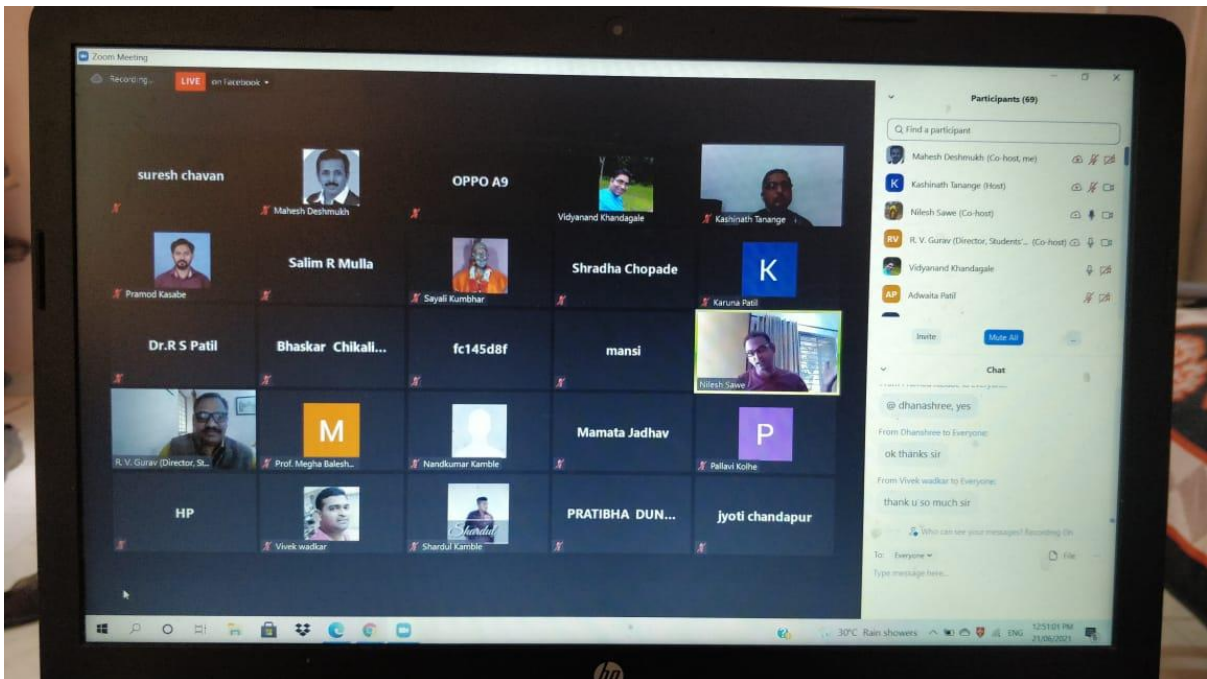 Zoom Meeting
Recording...
LIVE on Facebook
suresh chavan
Mahesh Deshmukh
OPPO A9
Vidyanand Khandagale
Kashinath Tanange
Pramod Kasabe
Salim R Mulla
Sayali Kumbhar
Shradha Chopade
K
Karuna Patil
Dr.R S Patil
Bhaskar Chikali...
fc145d8f
mansi
Nilesh Sawe
R. V. Gurav (Director, St...
M
Prof. Megha Balesh...
Nandkumar Kamble
Mamata Jadhav
P
Pallavi Kolhe
HP
Vivek wadkar
Shardul
Shardul Kamble
PRATIBHA DUN...
jyoti chandapur
Participants (69)
Find a participant
Mahesh Deshmukh (Co-host, me)
K Kashinath Tanange (Host)
Nilesh Sawe (Co-host)
RV R. V. Gurav (Director, Students'... (Co-host)
Vidyanand Khandagale
AP Adwaita Patil
Invite
Mute All
Chat
@ dhanashree, yes
From Dhanshree to Everyone:
ok thanks sir
From Vivek wadkar to Everyone:
thank u so much sir
Who can see your messages? Recording On
To: Everyone
File
Type message here...
30°C Rain showers
ENG
12:51:01 PM
21/06/2021
hp